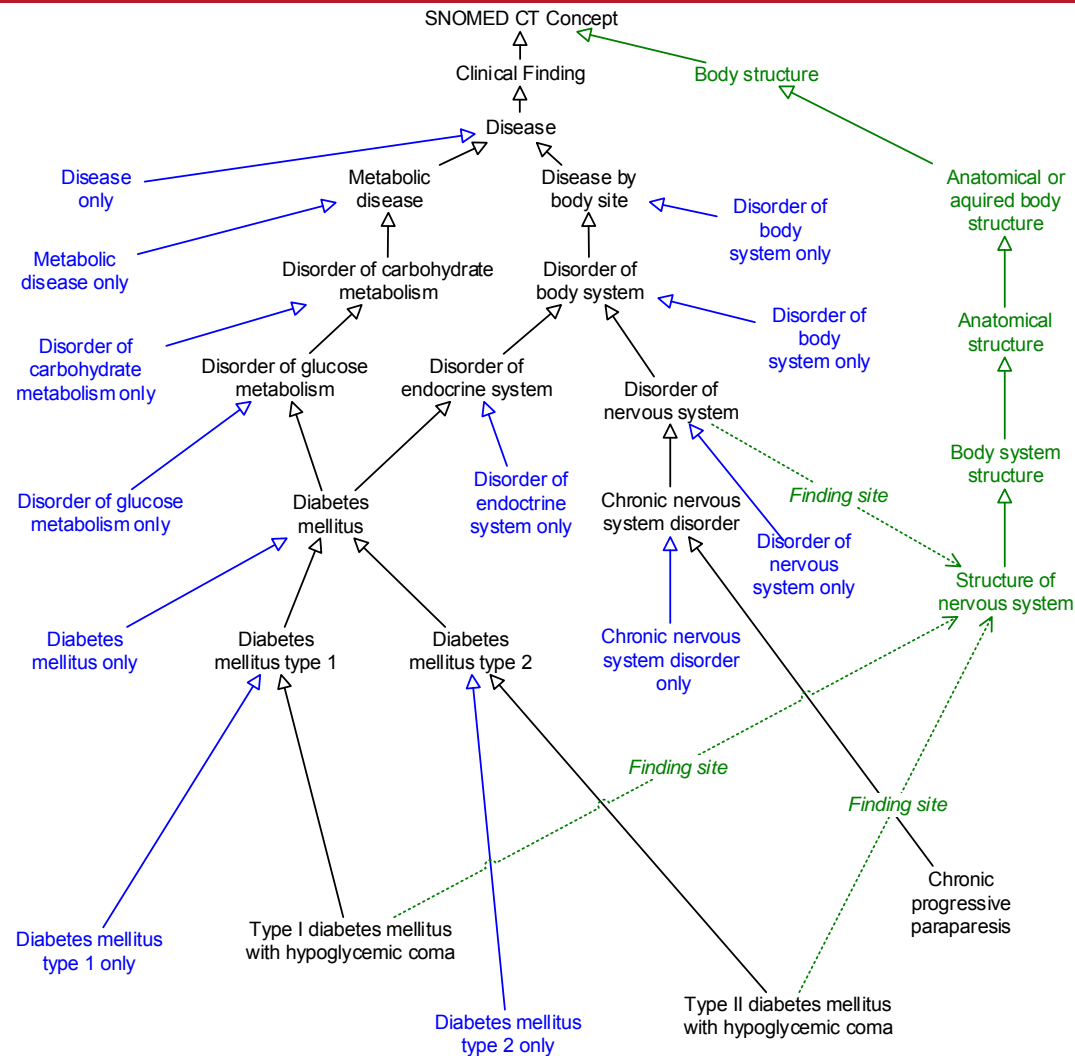 SNOMED CT Concept
Clinical Finding
Body structure
Disease
Disease
only
Metabolic
disease
Disease by
body site
Anatomical or
aquired body
structure
Disorder of
body
system only
Metabolic
disease only
Disorder of carbohydrate
metabolism
Disorder of
body system
Disorder of
body
system only
Anatomical
structure
Disorder of
carbohydrate
metabolism only
Disorder of glucose
metabolism
Disorder of
endocrine system
Disorder of
nervous system
Body system
structure
Disorder of glucose
metabolism only
Diabetes
mellitus
Disorder of
endoctrine
system only
Chronic nervous
system disorder
Finding site
Disorder of
nervous
system only
Structure of
nervous system
Diabetes
mellitus only
Diabetes
mellitus type 1
Diabetes
mellitus type 2
Chronic nervous
system disorder
only
Finding site
Finding site
Chronic
progressive
paraparesis
Diabetes mellitus
type 1 only
Type I diabetes mellitus
with hypoglycemic coma
Diabetes mellitus
type 2 only
Type II diabetes mellitus
with hypoglycemic coma